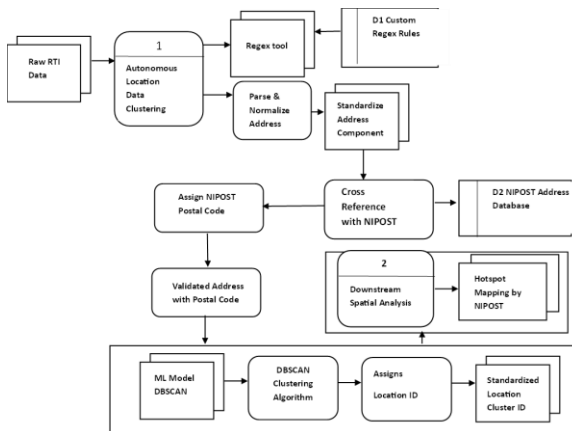 1
D1 Custom
Regex Rules
Raw RTI
Data
Autonomous
Location
Data
Clustering
Regex tool
Parse &
Normalize
Address
Standardize
Address
Component
Assign NIPOST
Postal Code
Cross
Reference
with NIPOST
D2 NIPOST Address
Database
Validated Address
with Postal Code
2
Downstream
Spatial Analysis
Hotspot
Mapping by
NIPOST
ML Model
DBSCAN
DBSCAN
Clustering
Algorithm
Assigns
Location ID
Standardized
Location
Cluster ID